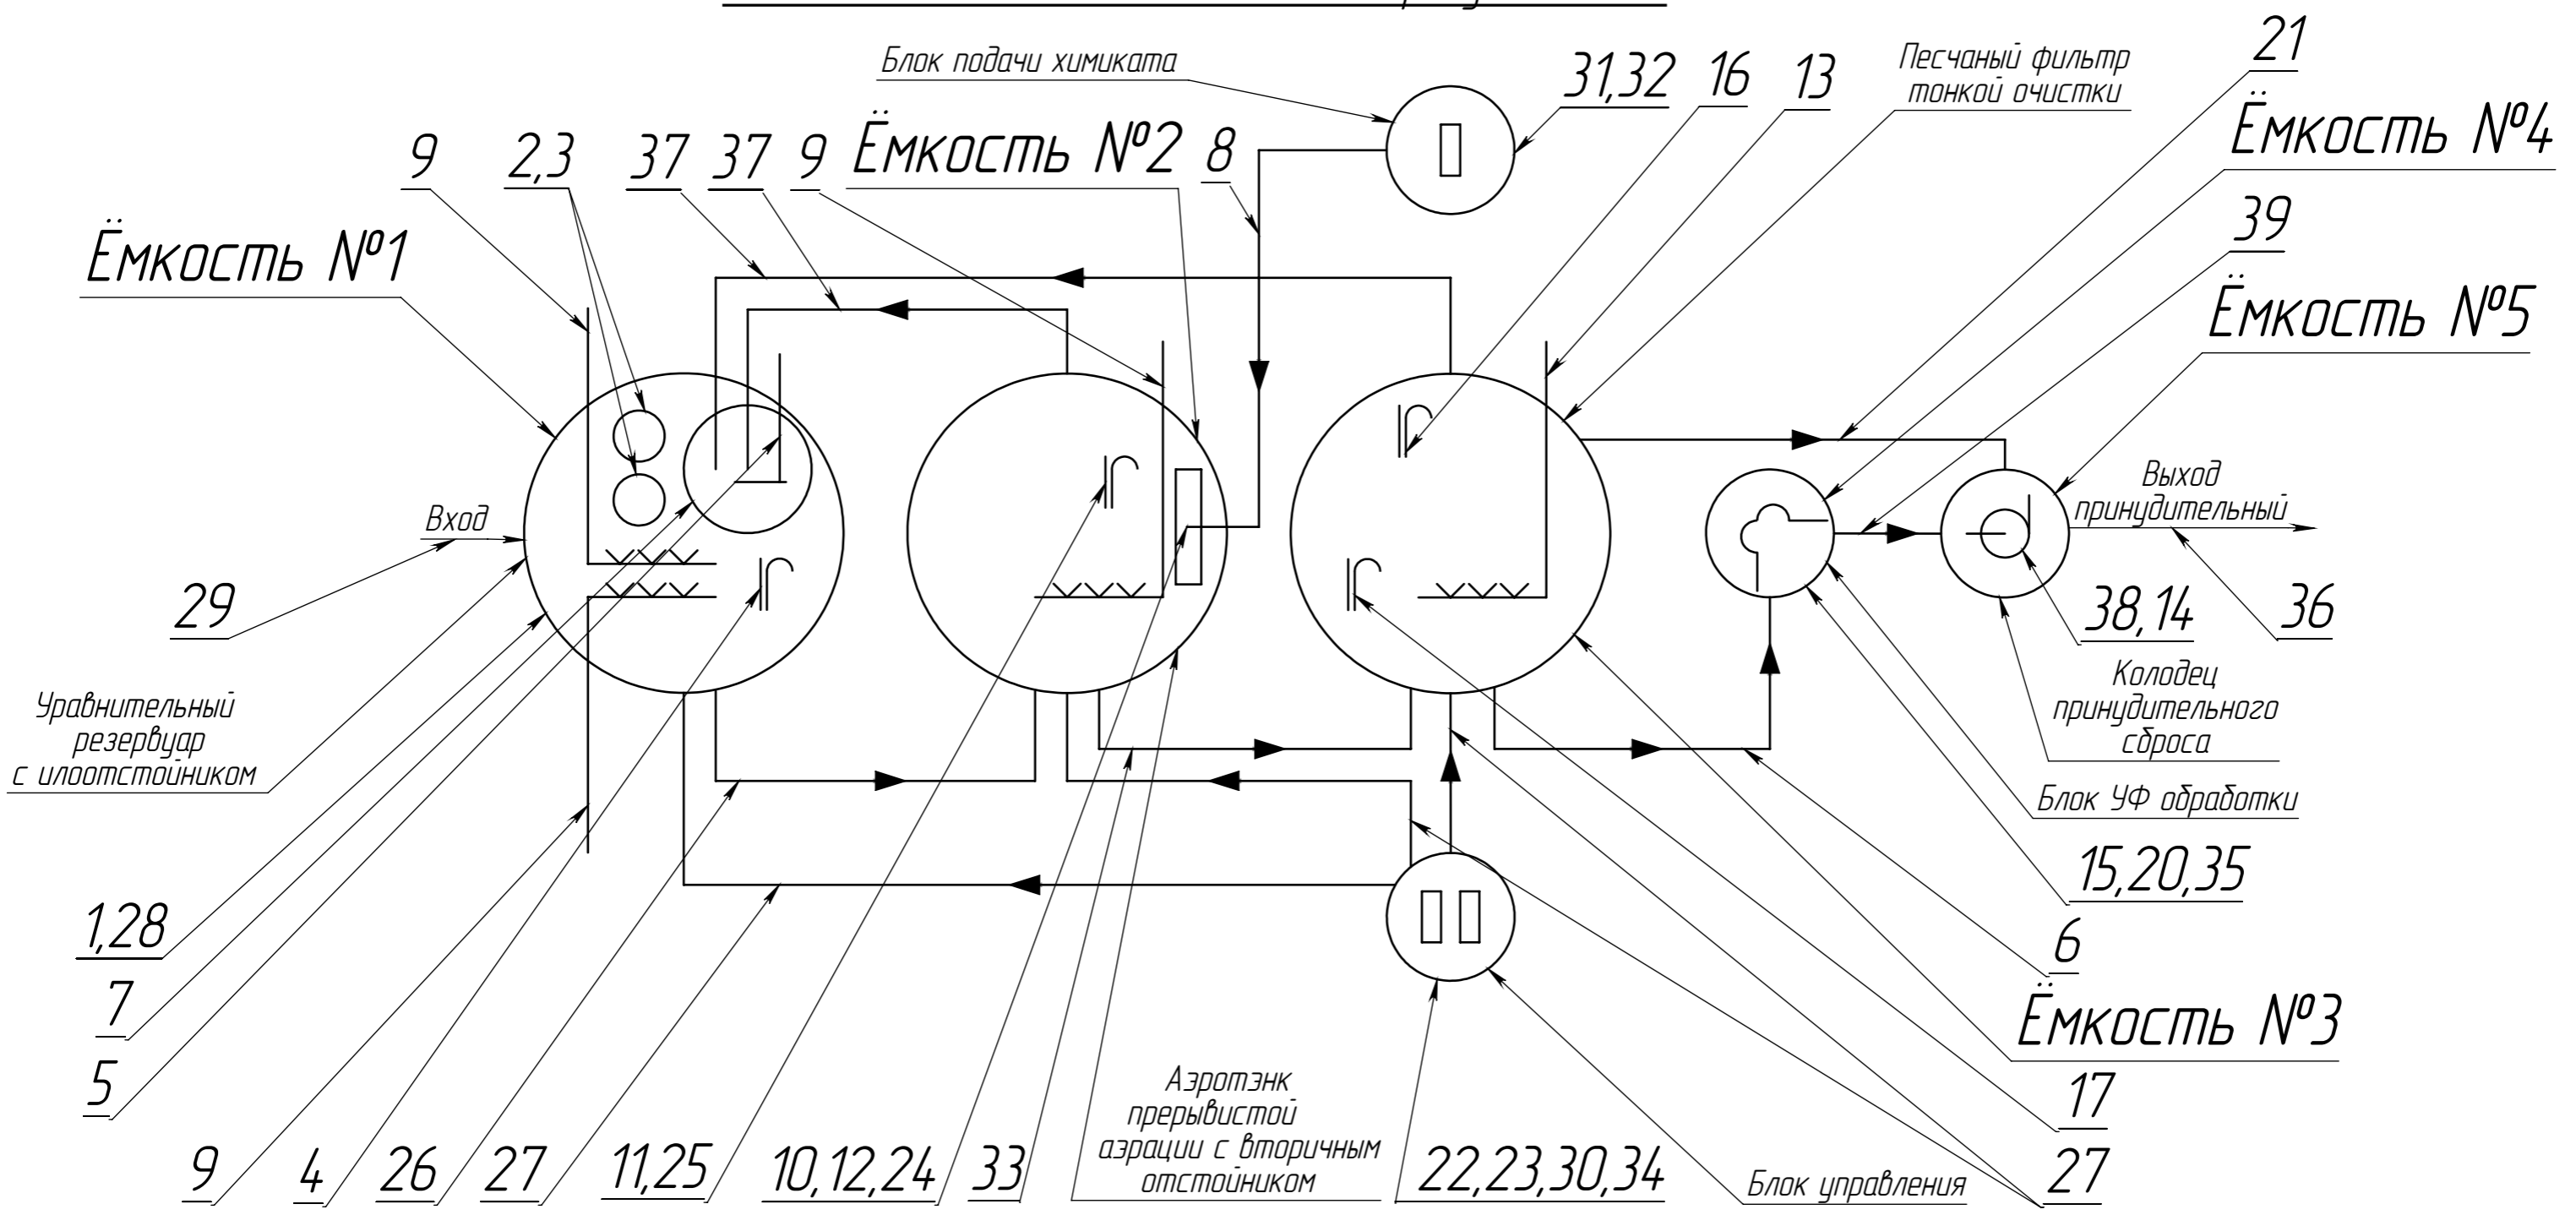 Блок подачи химиката
31,32
16
13
Песчаный фильтр
тонкой очистки
21
Ёмкость №4
9
2,3
37
37
9
Ёмкость №2
8
39
Ёмкость №1
Ёмкость №5
Вход
29
Выход
принудительный
38,14
36
Уравнительный
резервуар
с илоотстойником
Колодец
принудительного
сброса
Блок УФ обработки
15,20,35
1,28
6
7
Ёмкость №3
5
17
Аэротэнк
прерывистой
аэрации с вторичным
отстойником
9
4
26
27
11,25
10,12,24
33
22,23,30,34
Блок управления
27